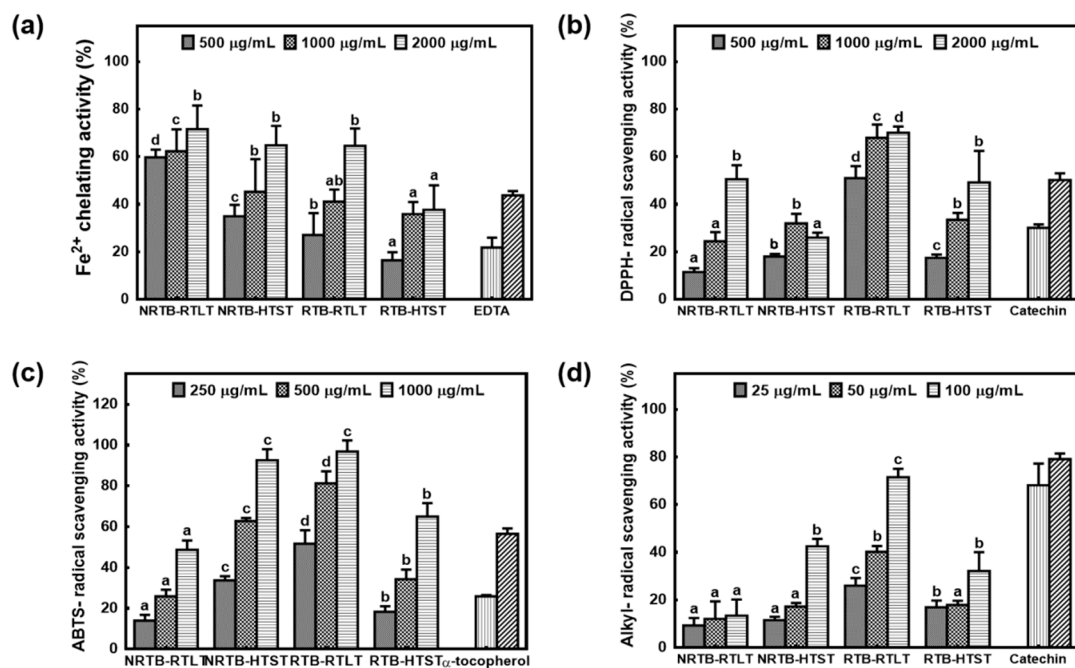 (a)
Fe2+ chelating activity (%)
500 μg/mL 1000 μg/mL 2000 μg/mL
100
80
60
40
20
0
d c b
c b b
b ab b
a a a
NRTB-RTLT NRTB-HTST RTB-RTLT RTB-HTST EDTA
(b)
DPPH- radical scavenging activity (%)
500 μg/mL 1000 μg/mL 2000 μg/mL
100
80
60
40
20
0
a a b
b b a
d c d
c b b
NRTB-RTLT NRTB-HTST RTB-RTLT RTB-HTST Catechin
(c)
ABTS- radical scavenging activity (%)
250 μg/mL 500 μg/mL 1000 μg/mL
120
100
80
60
40
20
0
a a a
c c c
d d c
b b b
NRTB-RTLT NRTB-HTST RTB-RTLT RTB-HTST α-tocopherol
(d)
Alkyl- radical scavenging activity (%)
25 μg/mL 50 μg/mL 100 μg/mL
100
80
60
40
20
0
a a a
a a b
c b c
b a b
NRTB-RTLT NRTB-HTST RTB-RTLT RTB-HTST Catechin